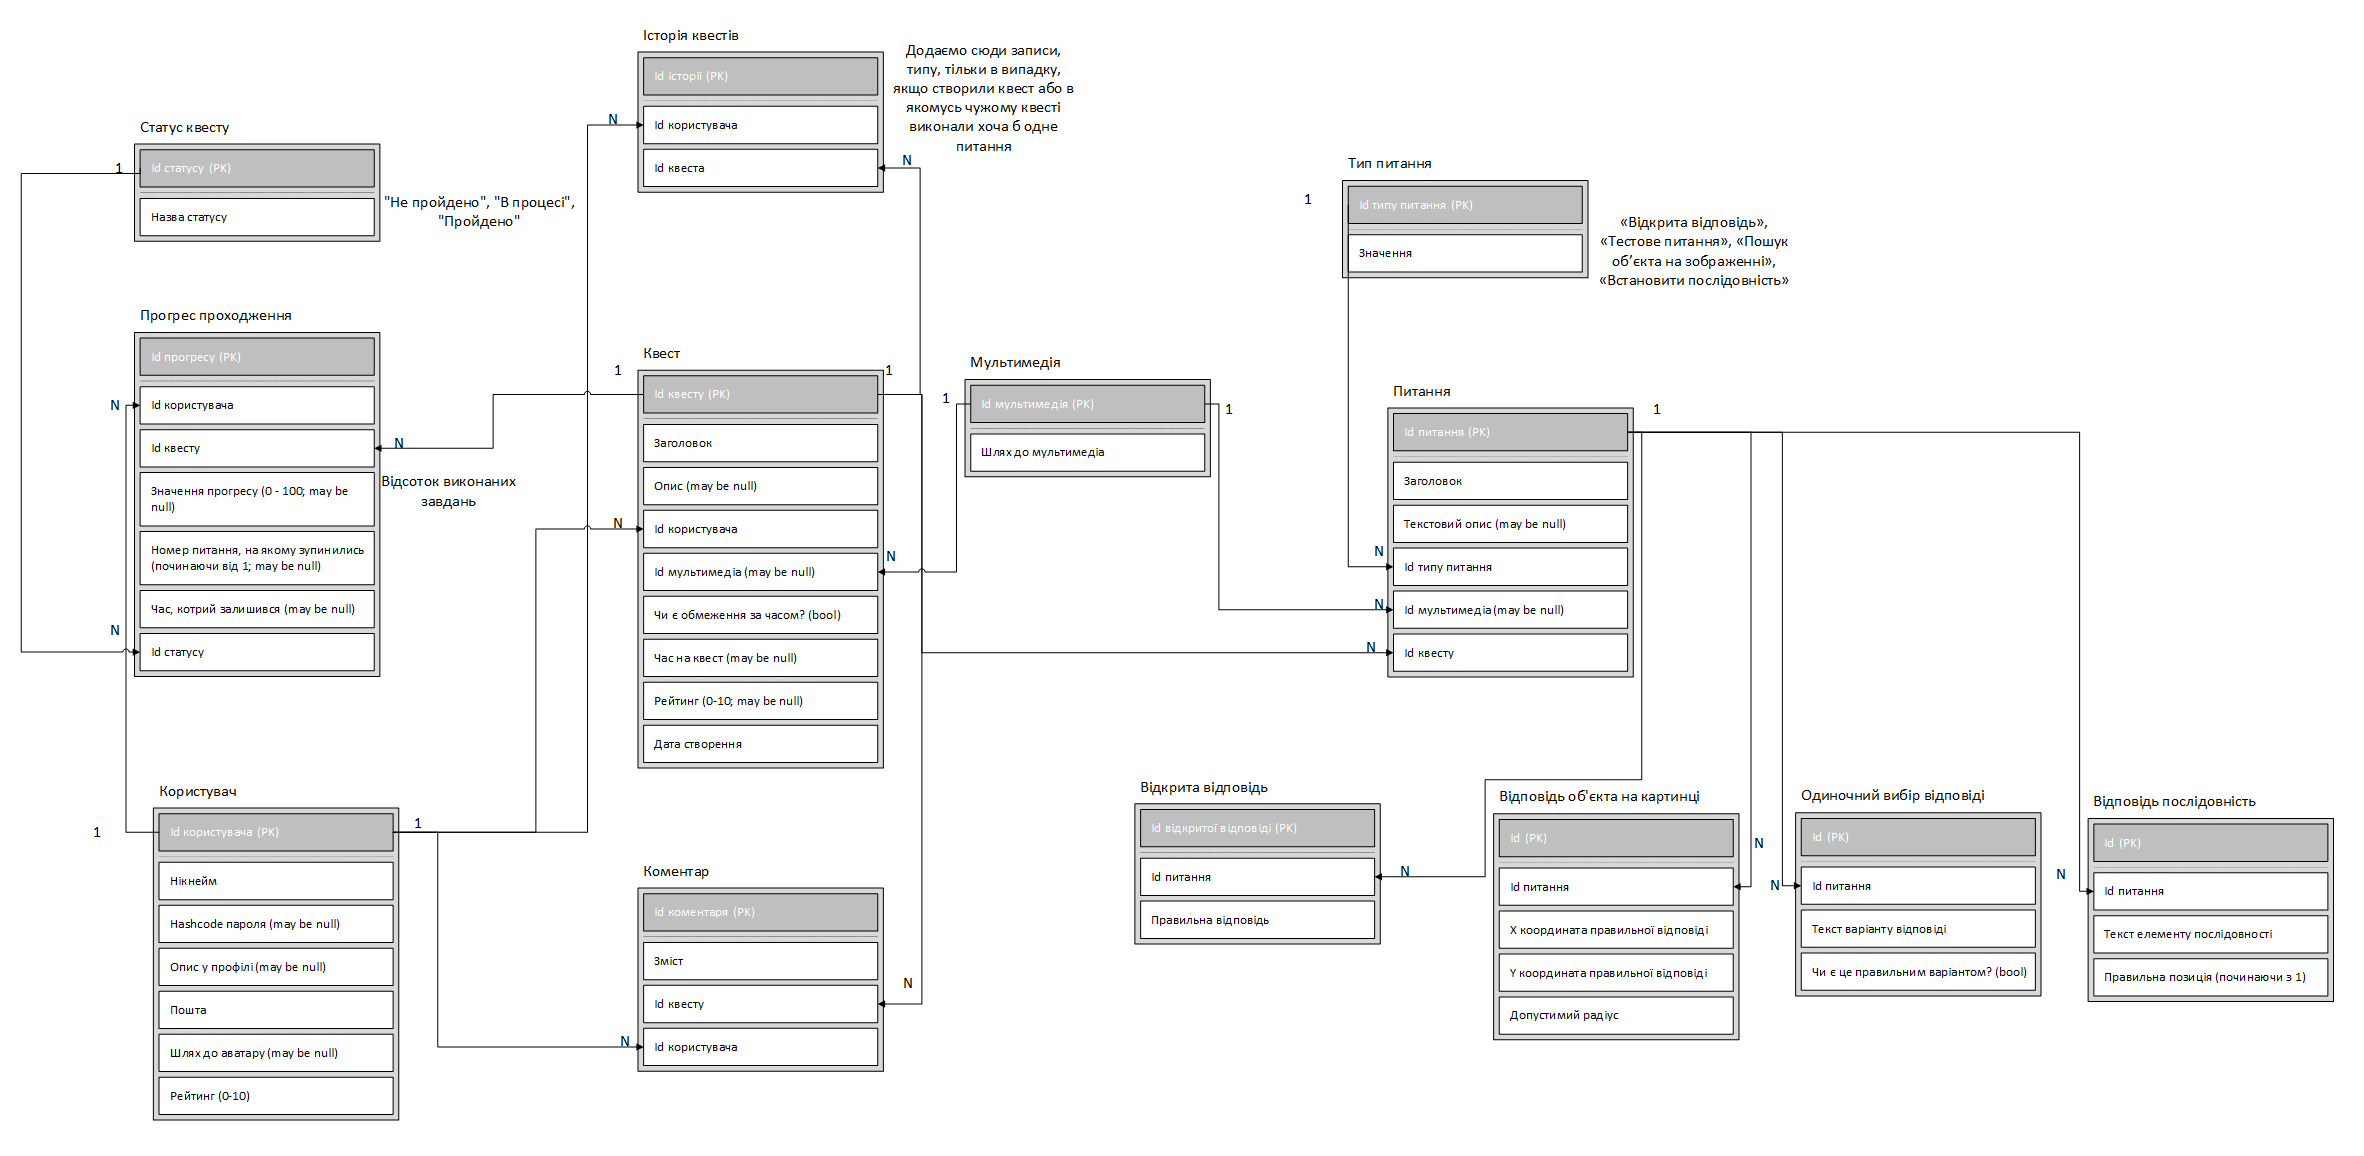 Історія квестів
Id історії (PK)
Id користувача
Id квеста
N
N
Додаємо сюди записи,
типу, тільки в випадку,
якщо створили квест або в
якомусь чужому квесті
виконали хоча б одне
питання
Статус квесту
1
Id статусу (PK)
Назва статусу
"Не пройдено", "В процесі",
"Пройдено"
Тип питання
1
Id типу питання (PK)
Значення
«Відкрита відповідь»,
«Тестове питання», «Пошук
об’єкта на зображенні»,
«Встановити послідовність»
Прогрес проходження
Id прогресу (PK)
N
Id користувача
Id квесту
N
Значення прогресу (0 - 100; may be
null)
Номер питання, на якому зупинились
(починаючи від 1; may be null)
Час, котрий залишився (may be null)
N
Id статусу
Відсоток виконаних
завдань
Квест
1
1
Id квесту (PK)
Заголовок
Опис (may be null)
N
Id користувача
N
Id мультимедіа (may be null)
Чи є обмеження за часом? (bool)
Час на квест (may be null)
Рейтинг (0-10; may be null)
Дата створення
Мультимедія
1
1
Id мультимедія (PK)
Шлях до мультимедіа
Питання
1
Id питання (PK)
Заголовок
Текстовий опис (may be null)
N
Id типу питання
N
Id мультимедіа (may be null)
N
Id квесту
Користувач
1
1
Id користувача (PK)
Нікнейм
Hashcode пароля (may be null)
Опис у профілі (may be null)
Пошта
Шлях до аватару (may be null)
Рейтинг (0-10)
Коментар
Id коментаря (PK)
Зміст
N
Id квесту
N
Id користувача
Відкрита відповідь
Id відкритої відповіді (PK)
Id питання
N
Правильна відповідь
Відповідь об'єкта на картинці
Id (PK)
N
Id питання
X координата правильної відповіді
Y координата правильної відповіді
Допустимий радіус
Одиночний вибір відповіді
Id (PK)
N
Id питання
Текст варіанту відповіді
Чи є це правильним варіантом? (bool)
Відповідь послідовність
Id (PK)
N
Id питання
Текст елементу послідовності
Правильна позиція (починаючи з 1)